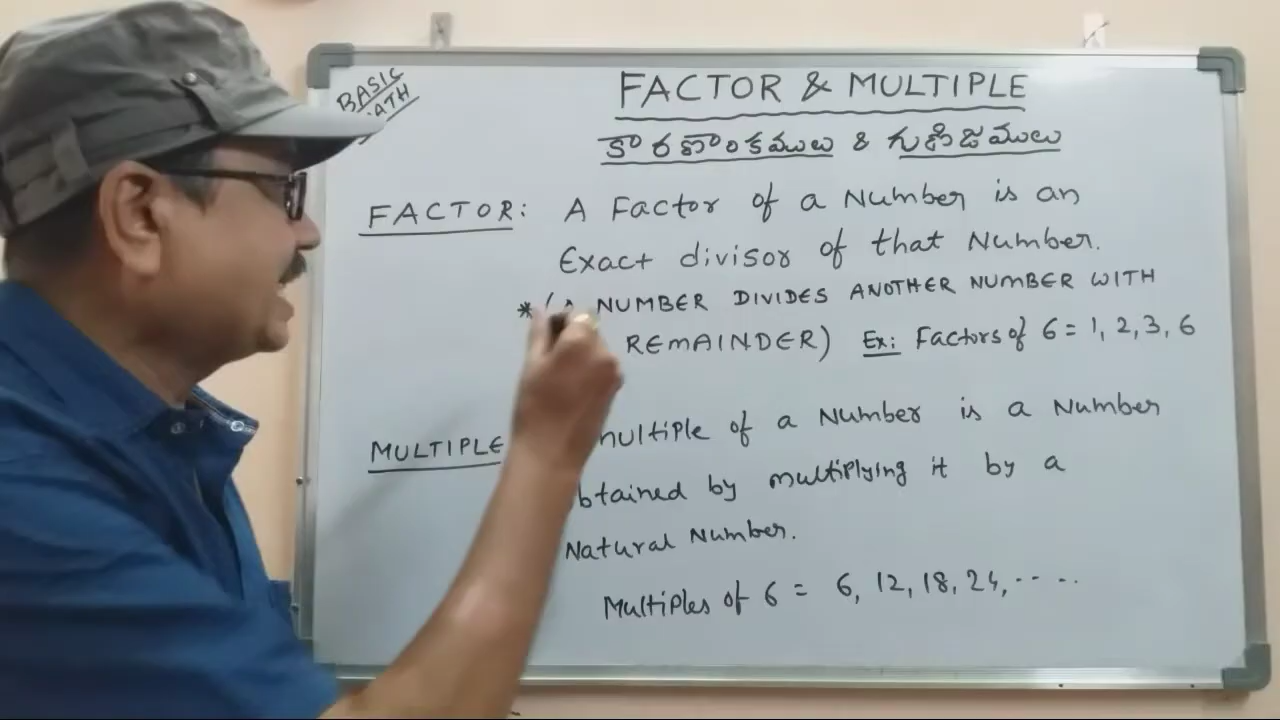 BASIC
FACTOR & MULTIPLE
కారణాంకములు & గుణిజములు
FACTOR: A Factor of a Number is an
Exact divisor of that Number.
* NUMBER DIVIDES ANOTHER NUMBER WITH
REMAINDER) Ex: Factors of 6 = 1, 2, 3, 6
MULTIPLE of a Number is a Number
by multiplying it by a
Natural Number.
Multiples of 6 = 6, 12, 18, 24, .....